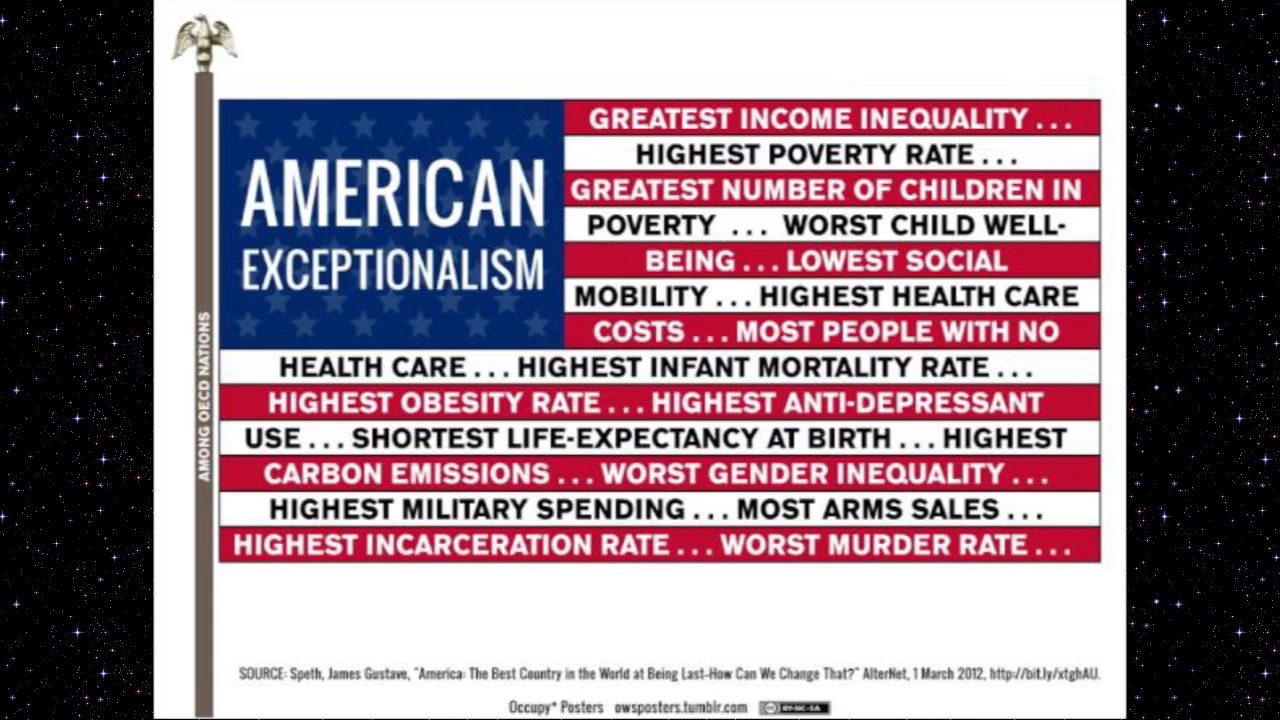 AMERICAN
EXCEPTIONALISM
GREATEST INCOME INEQUALITY . . .
HIGHEST POVERTY RATE . . .
GREATEST NUMBER OF CHILDREN IN
POVERTY . . . WORST CHILD WELL-
BEING . . . LOWEST SOCIAL
MOBILITY . . . HIGHEST HEALTH CARE
COSTS . . . MOST PEOPLE WITH NO
HEALTH CARE . . . HIGHEST INFANT MORTALITY RATE . . .
HIGHEST OBESITY RATE . . . HIGHEST ANTI-DEPRESSANT
USE . . . SHORTEST LIFE-EXPECTANCY AT BIRTH . . . HIGHEST
CARBON EMISSIONS . . . WORST GENDER INEQUALITY . . .
HIGHEST MILITARY SPENDING . . . MOST ARMS SALES . . .
HIGHEST INCARCERATION RATE . . . WORST MURDER RATE . . .
AMONG OECD NATIONS
SOURCE: Speth, James Gustave, "America: The Best Country in the World at Being Last-How Can We Change That?" AlterNet, 1 March 2012, http://bit.ly/xtghAU.
Occupy* Posters owsposters.tumblr.com (cc) BY-NC-SA